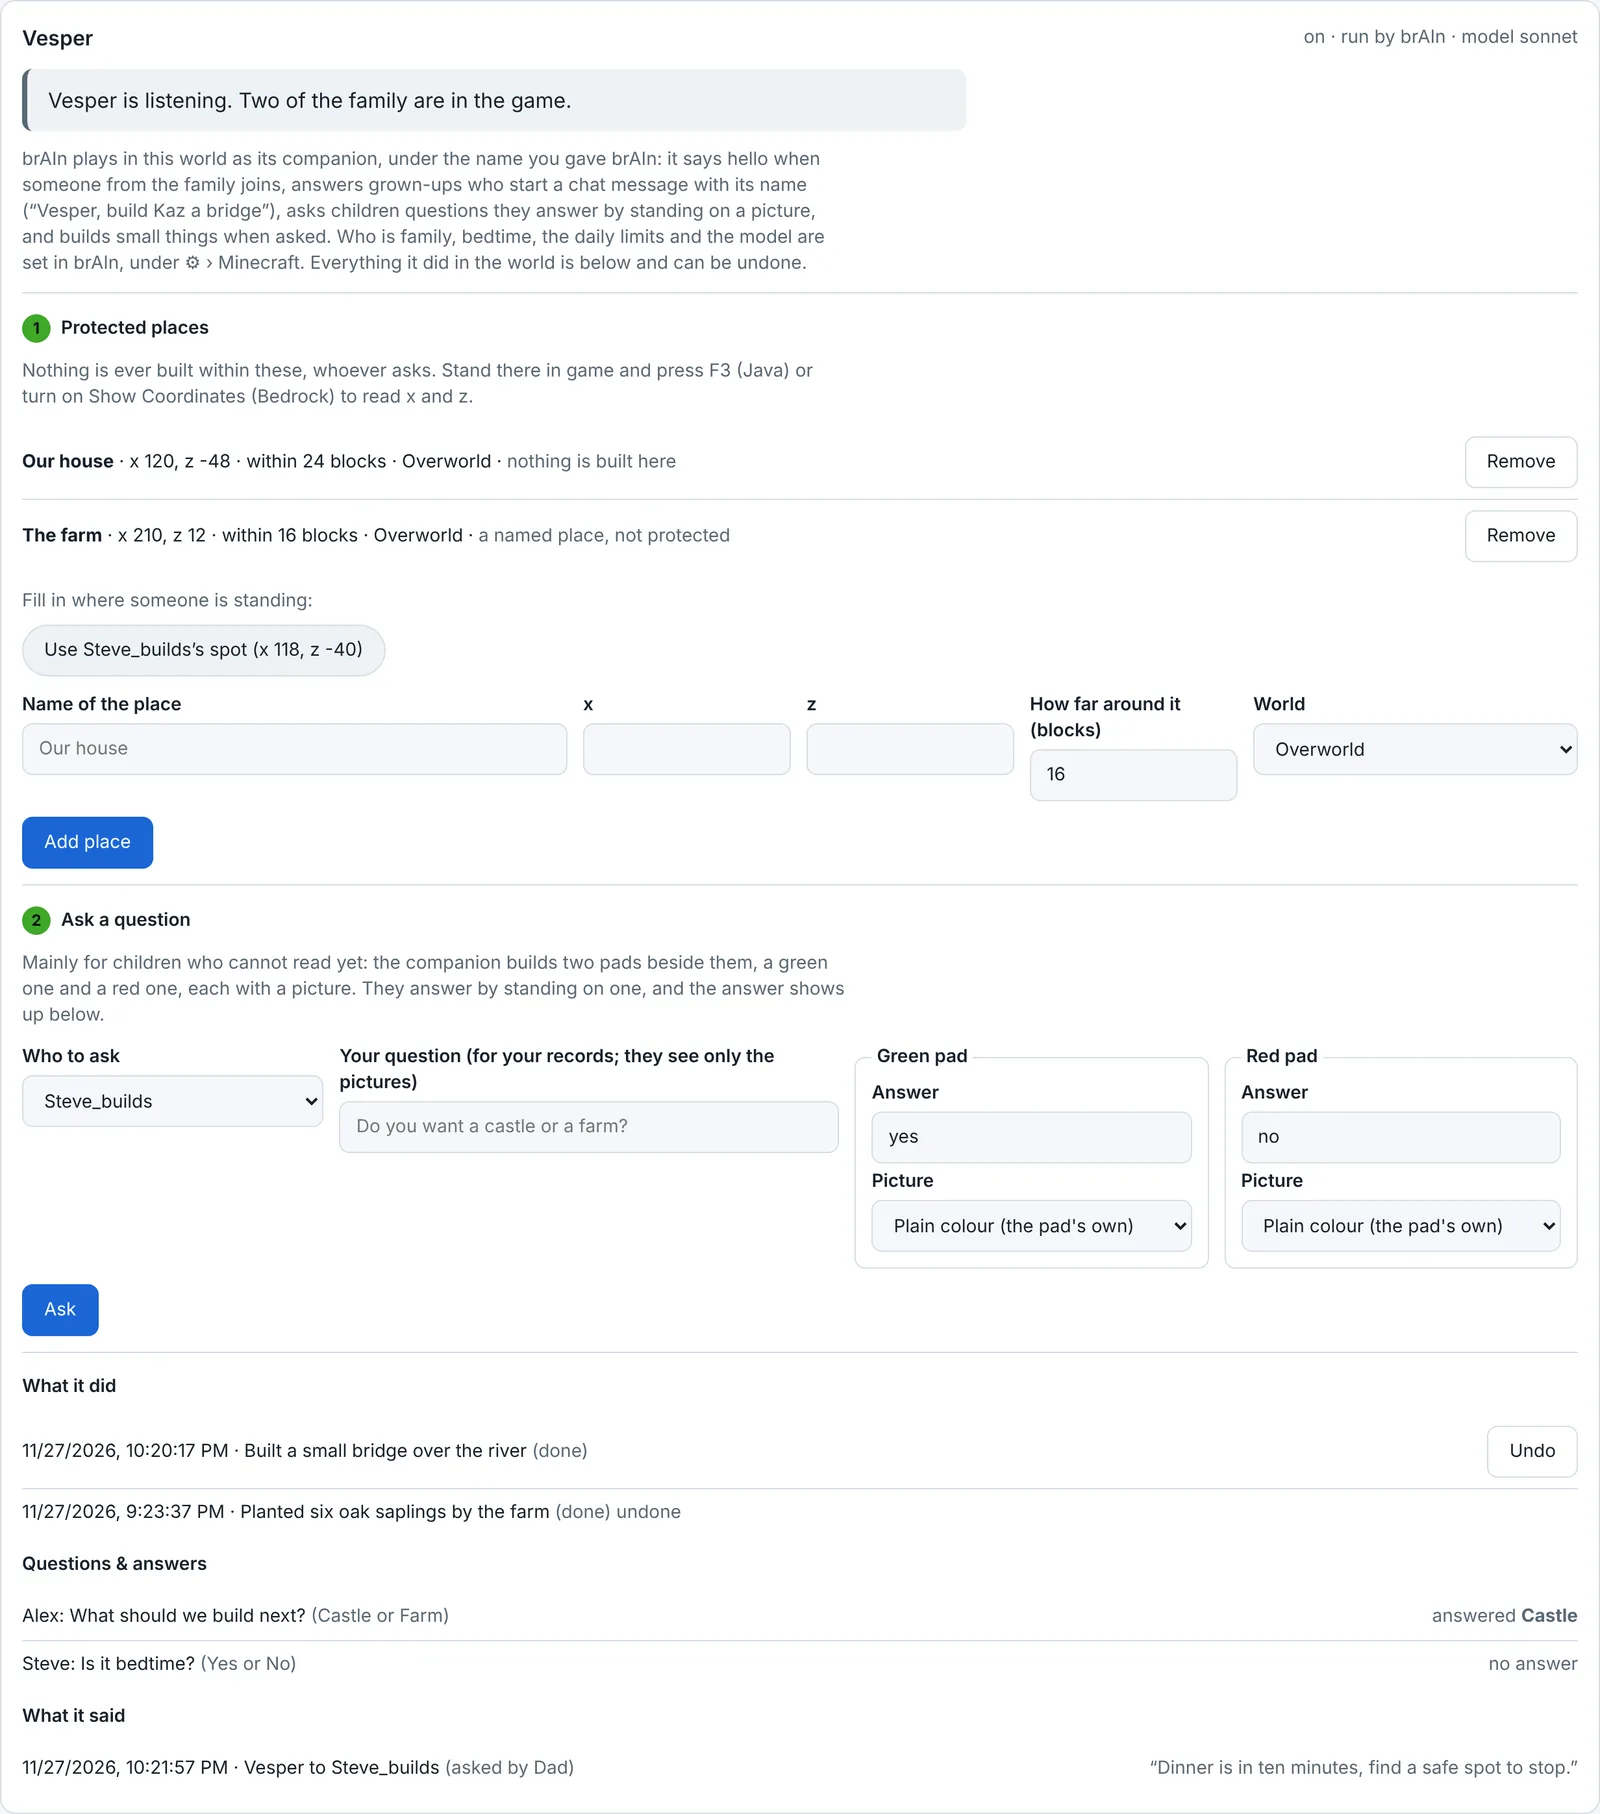 Vesper
on · run by brAIn · model sonnet
Vesper is listening. Two of the family are in the game.
brAIn plays in this world as its companion, under the name you gave brAIn: it says hello when
someone from the family joins, answers grown-ups who start a chat message with its name
(“Vesper, build Kaz a bridge”), asks children questions they answer by standing on a picture,
and builds small things when asked. Who is family, bedtime, the daily limits and the model are
set in brAIn, under ⚙ › Minecraft. Everything it did in the world is below and can be undone.
1 Protected places
Nothing is ever built within these, whoever asks. Stand there in game and press F3 (Java) or
turn on Show Coordinates (Bedrock) to read x and z.
Our house · x 120, z -48 · within 24 blocks · Overworld · nothing is built here
Remove
The farm · x 210, z 12 · within 16 blocks · Overworld · a named place, not protected
Remove
Fill in where someone is standing:
Use Steve_builds’s spot (x 118, z -40)
Name of the place
Our house
x
z
How far around it
(blocks)
16
World
Overworld
Add place
2 Ask a question
Mainly for children who cannot read yet: the companion builds two pads beside them, a green
one and a red one, each with a picture. They answer by standing on one, and the answer shows
up below.
Who to ask
Steve_builds
Your question (for your records; they see only the
pictures)
Do you want a castle or a farm?
Green pad
Answer
yes
Picture
Plain colour (the pad's own)
Red pad
Answer
no
Picture
Plain colour (the pad's own)
Ask
What it did
11/27/2026, 10:20:17 PM · Built a small bridge over the river (done)
Undo
11/27/2026, 9:23:37 PM · Planted six oak saplings by the farm (done) undone
Questions & answers
Alex: What should we build next? (Castle or Farm)
answered Castle
Steve: Is it bedtime? (Yes or No)
no answer
What it said
11/27/2026, 10:21:57 PM · Vesper to Steve_builds (asked by Dad)
“Dinner is in ten minutes, find a safe spot to stop.”